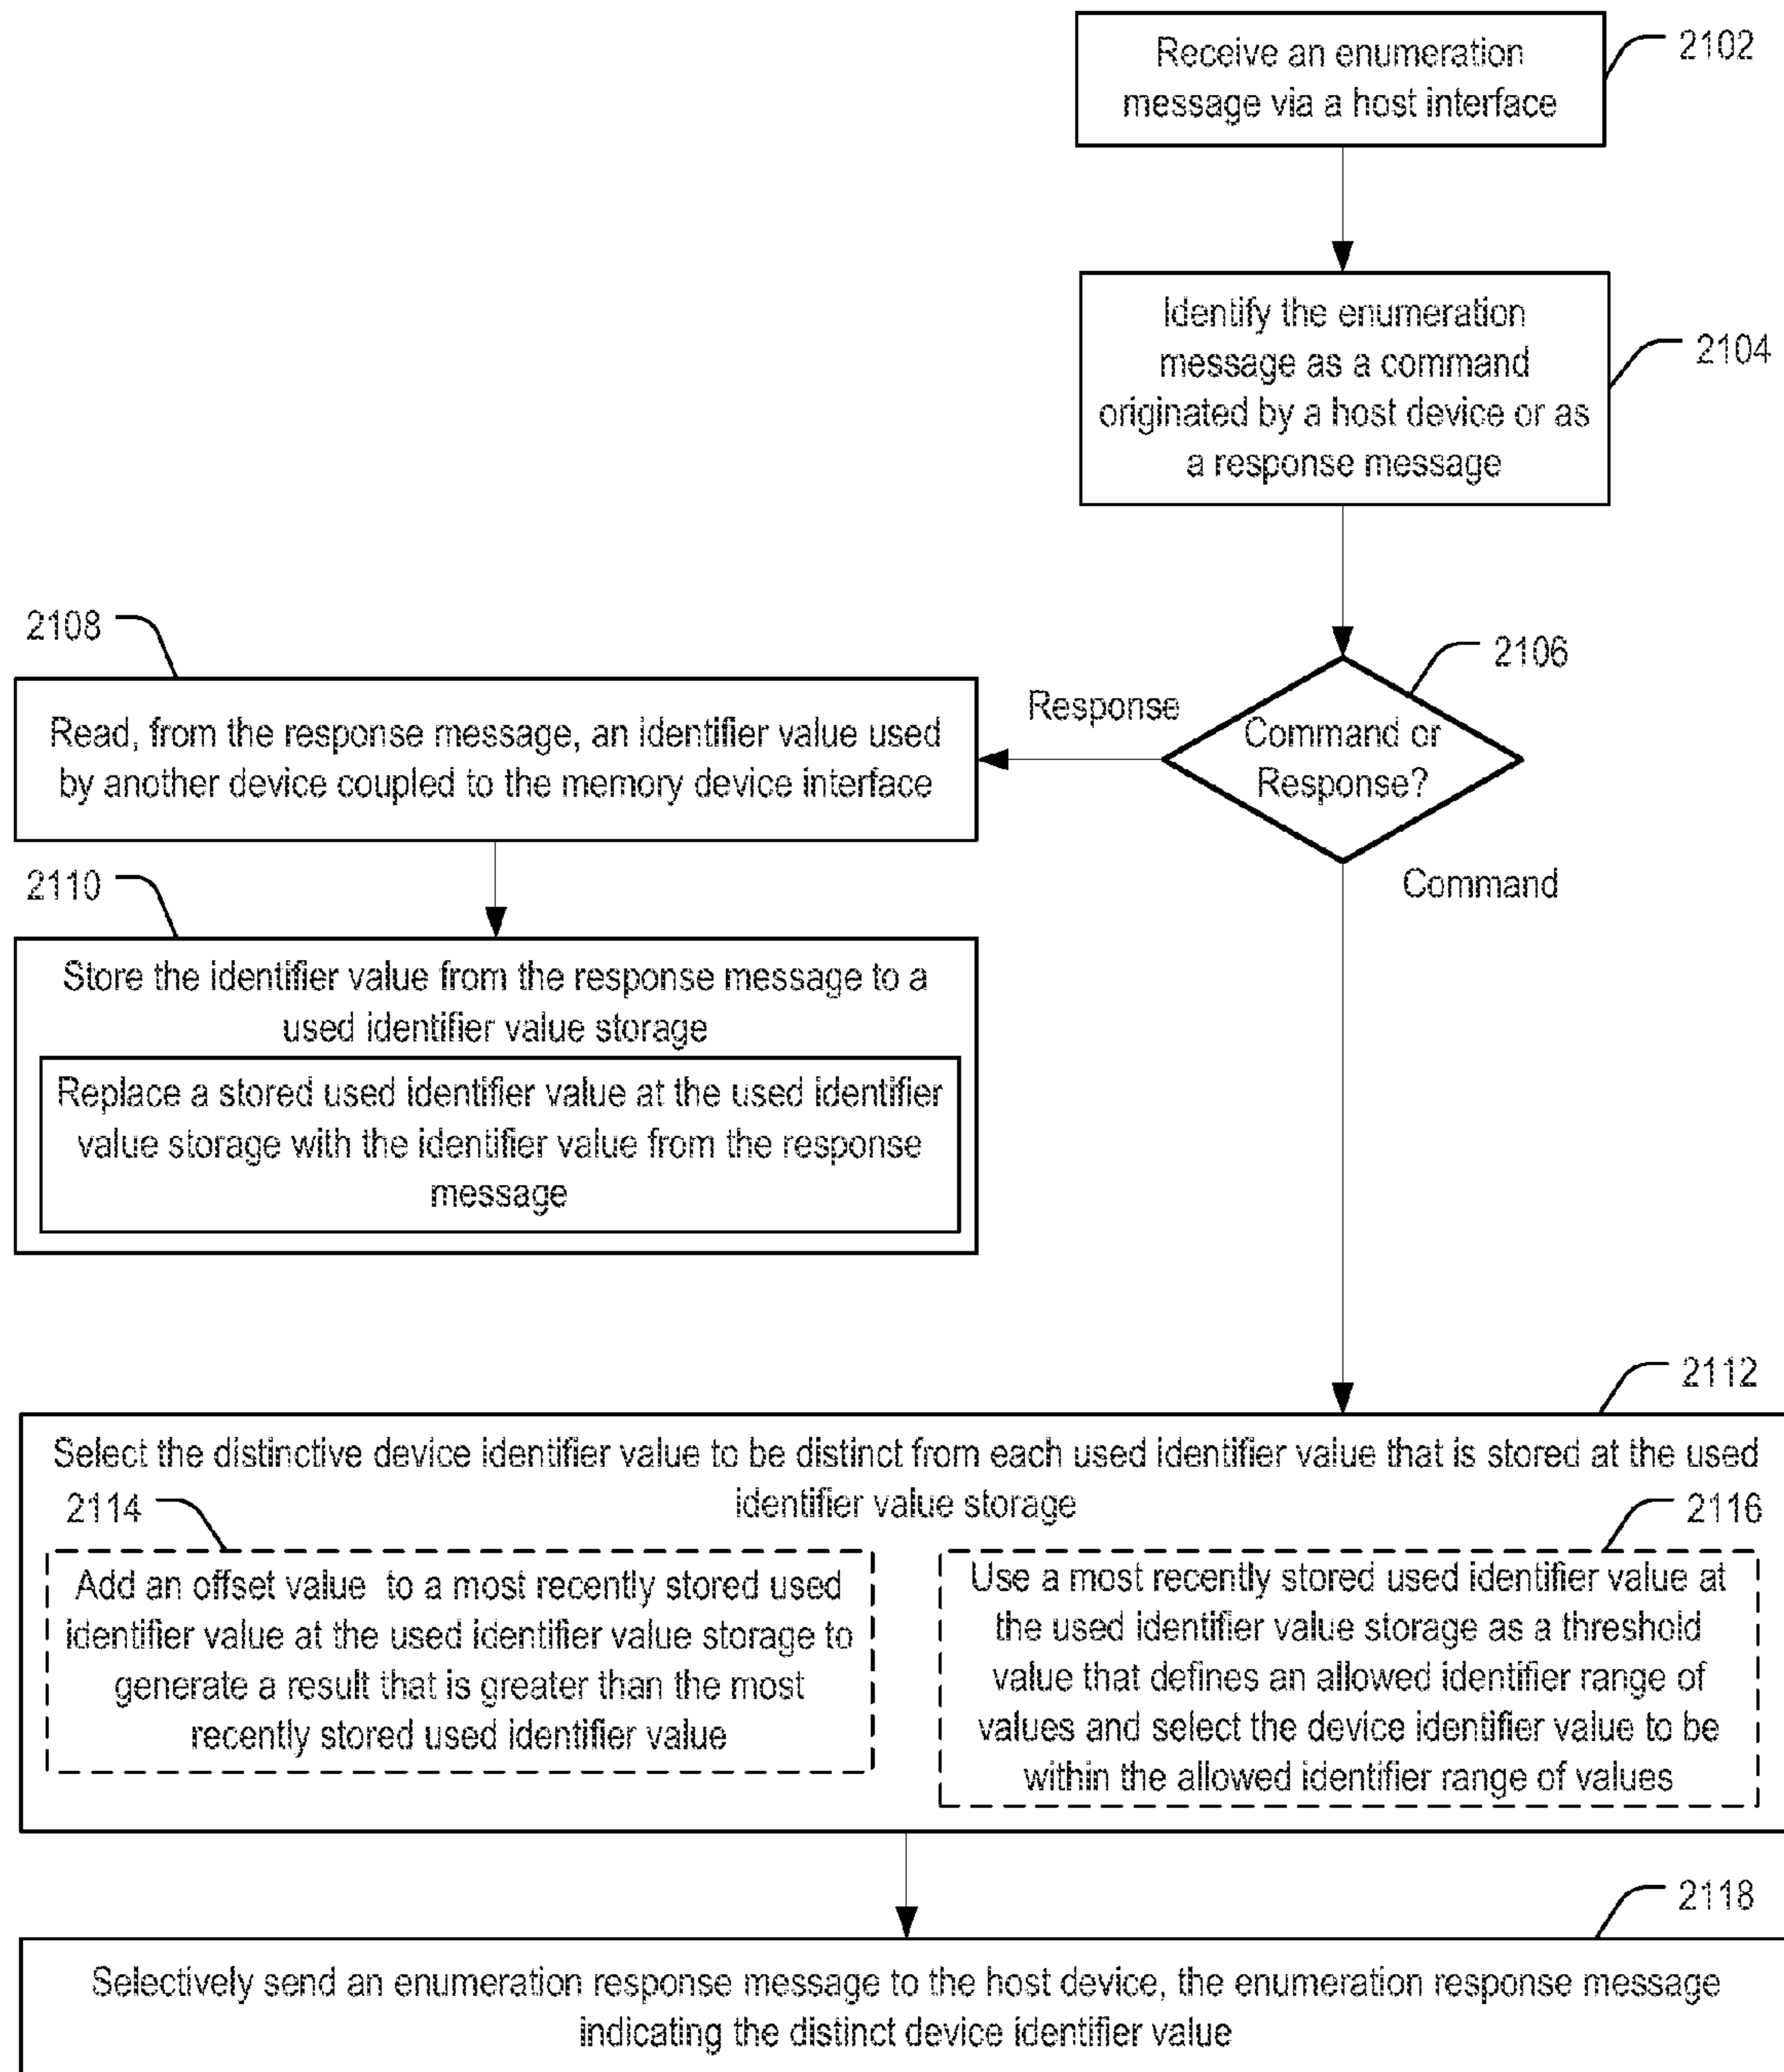 Receive an enumeration
message via a host interface
2102
Identify the enumeration
message as a command
originated by a host device or as
a response message
2104
2106
Command or
Response?
Response
Command
2108
Read, from the response message, an identifier value used
by another device coupled to the memory device interface
2110
Store the identifier value from the response message to a
used identifier value storage
Replace a stored used identifier value at the used identifier
value storage with the identifier value from the response
message
2112
Select the distinctive device identifier value to be distinct from each used identifier value that is stored at the used
identifier value storage
2114
Add an offset value to a most recently stored used
identifier value at the used identifier value storage to
generate a result that is greater than the most
recently stored used identifier value
2116
Use a most recently stored used identifier value at
the used identifier value storage as a threshold
value that defines an allowed identifier range of
values and select the device identifier value to be
within the allowed identifier range of values
2118
Selectively send an enumeration response message to the host device, the enumeration response message
indicating the distinct device identifier value